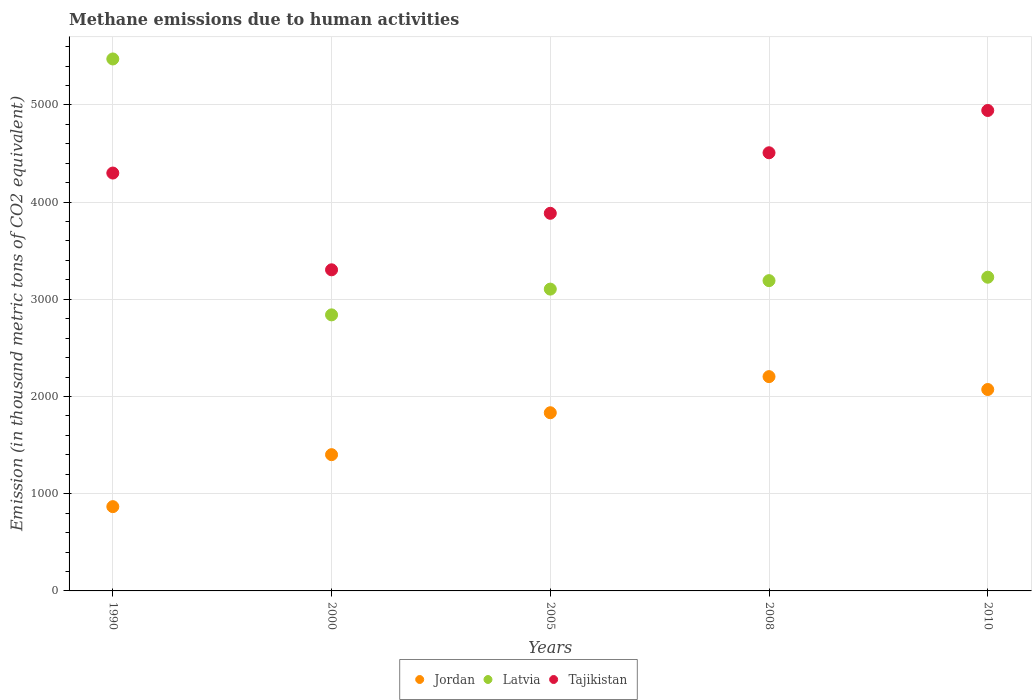 Methane emissions due to human activities
Emission (in thousand metric tons of CO2 equivalent)
5000
4000
3000
2000
1000
0
1990
2000
2005
2008
2010
Years
Jordan
Latvia
Tajikistan